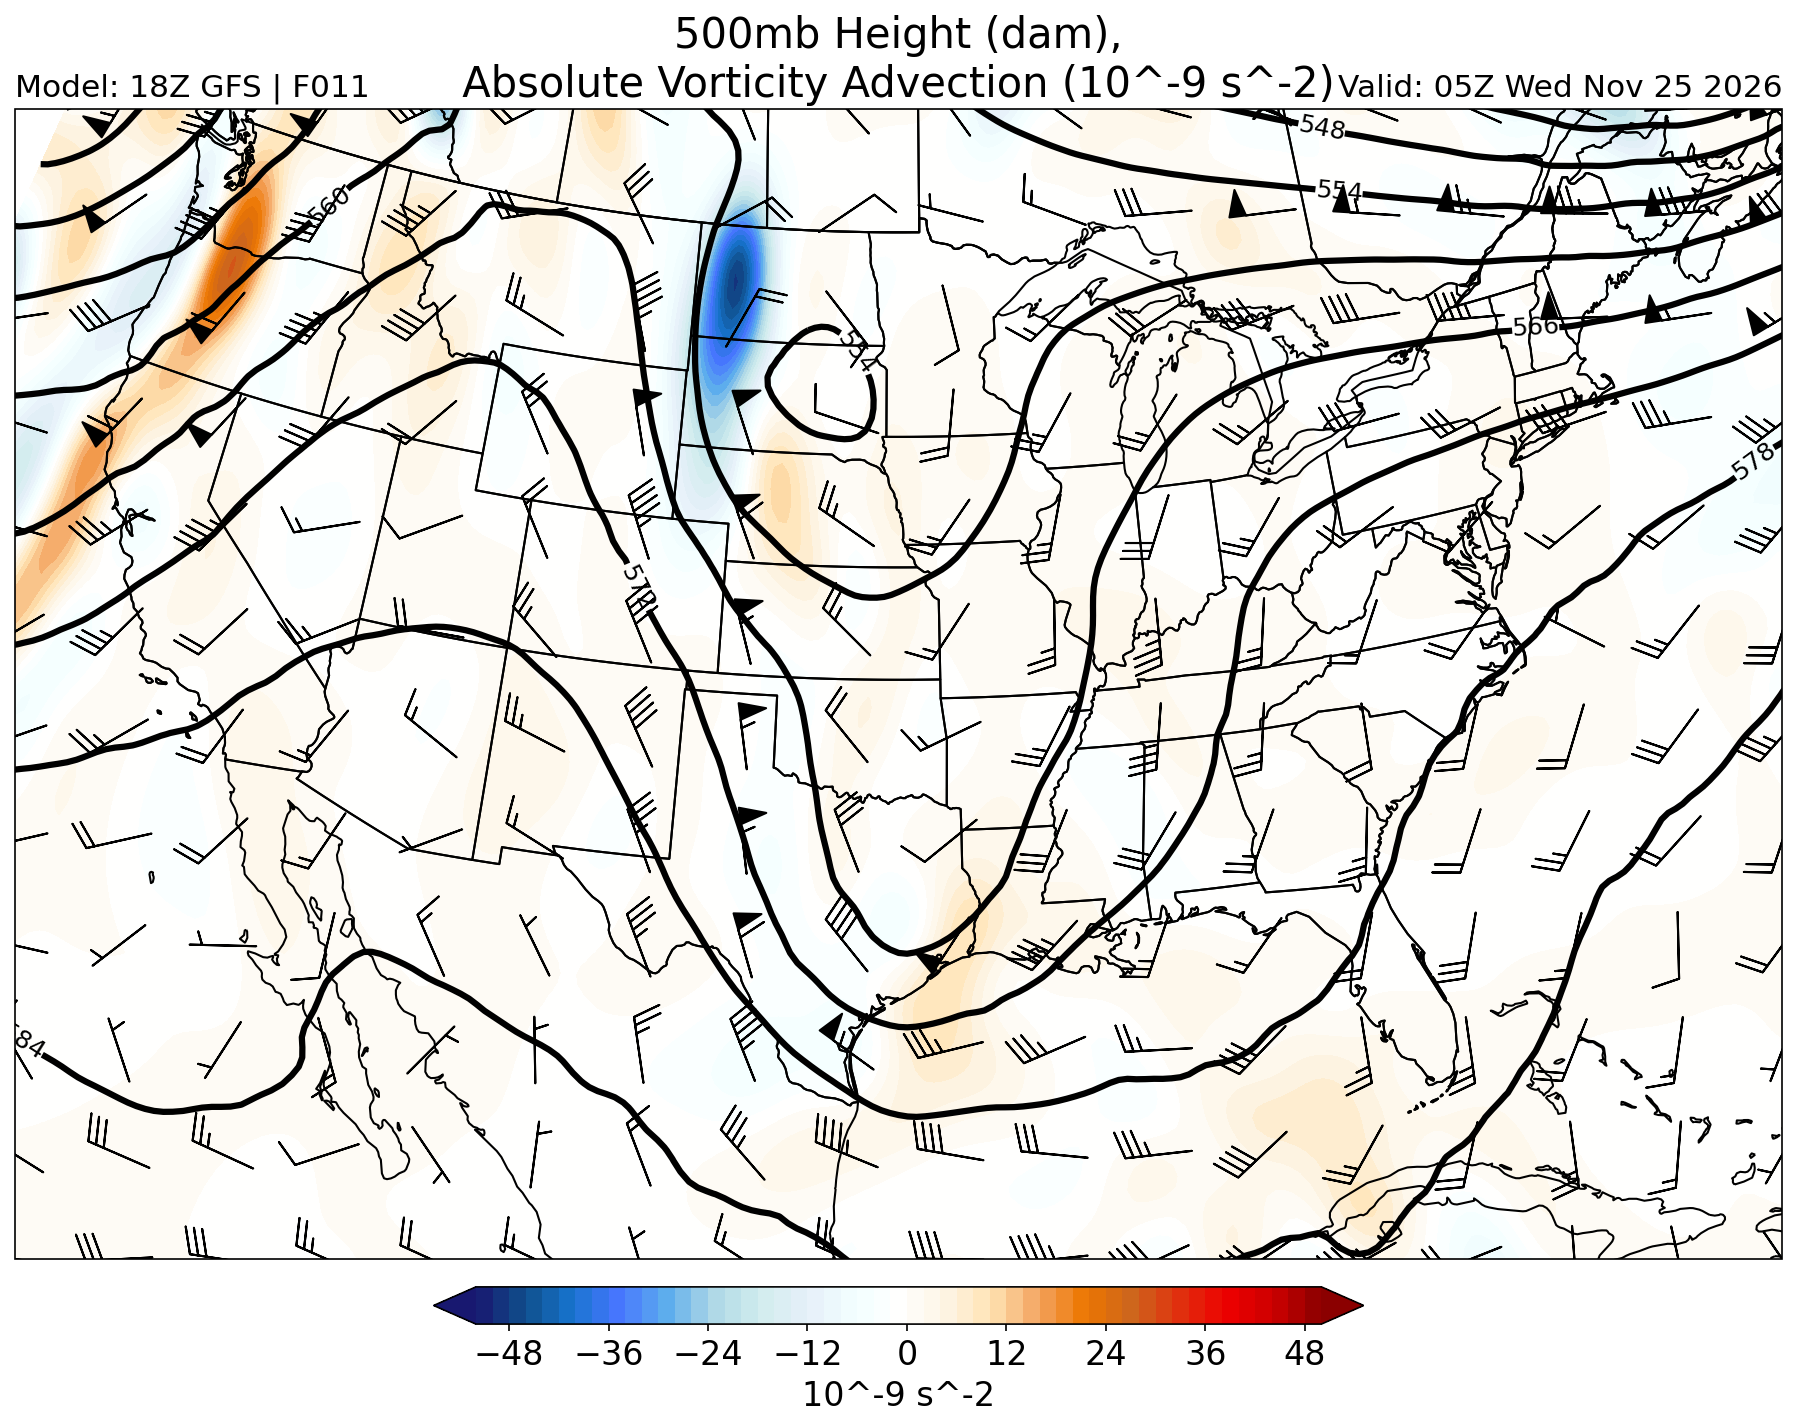 500mb Height (dam),
Model: 18Z GFS | F011 Absolute Vorticity Advection (10^-9 s^-2) Valid: 05Z Wed Nov 25 2026
548
554
560
566
578
−48 −36 −24 −12 0 12 24 36 48
10^-9 s^-2